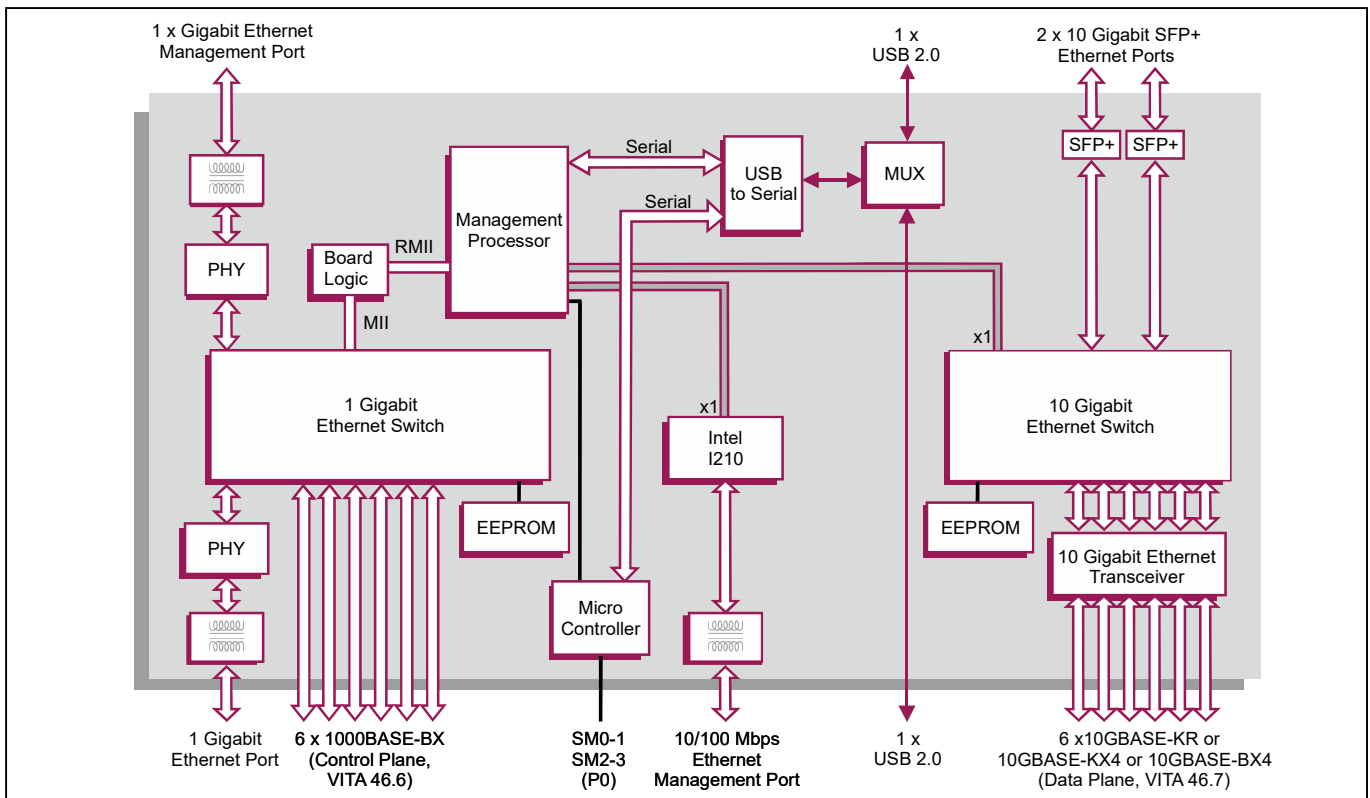 1 x Gigabit Ethernet
Management Port
1 x
USB 2.0
2 x 10 Gigabit SFP+
Ethernet Ports
SFP+
SFP+
Serial
USB
to Serial
MUX
Serial
Management
Processor
RMII
Board
Logic
PHY
MII
x1
1 Gigabit
Ethernet Switch
x1
Intel
I210
10 Gigabit
Ethernet Switch
EEPROM
EEPROM
PHY
10 Gigabit Ethernet
Transceiver
Micro
Controller
1 Gigabit
Ethernet Port
6 x 1000BASE-BX
(Control Plane,
VITA 46.6)
SM0-1
SM2-3
(P0)
10/100 Mbps
Ethernet
Management Port
1 x
USB 2.0
6 x10GBASE-KR or
10GBASE-KX4 or 10GBASE-BX4
(Data Plane, VITA 46.7)